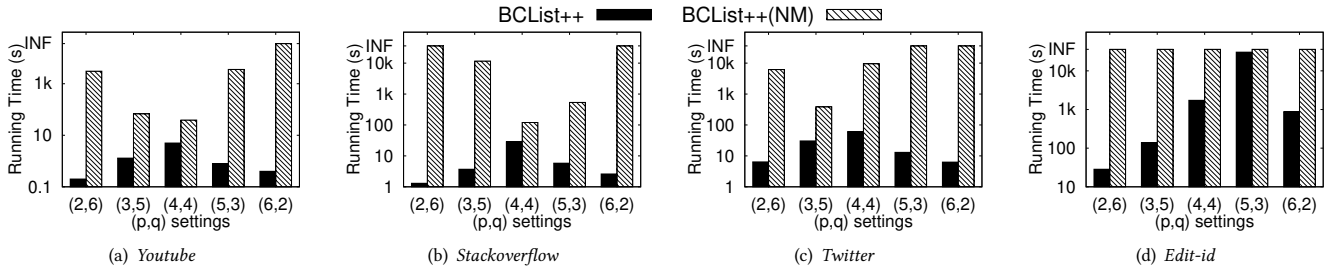 BCList++ BCList++(NM)
Running Time (s)
INF
1k
10
0.1
(2,6) (3,5) (4,4) (5,3) (6,2)
(p,q) settings
(a) Youtube
Running Time (s)
INF
10k
1k
100
10
1
(2,6) (3,5) (4,4) (5,3) (6,2)
(p,q) settings
(b) Stackoverflow
Running Time (s)
INF
10k
1k
100
10
1
(2,6) (3,5) (4,4) (5,3) (6,2)
(p,q) settings
(c) Twitter
Running Time (s)
INF
10k
1k
100
10
(2,6) (3,5) (4,4) (5,3) (6,2)
(p,q) settings
(d) Edit-id